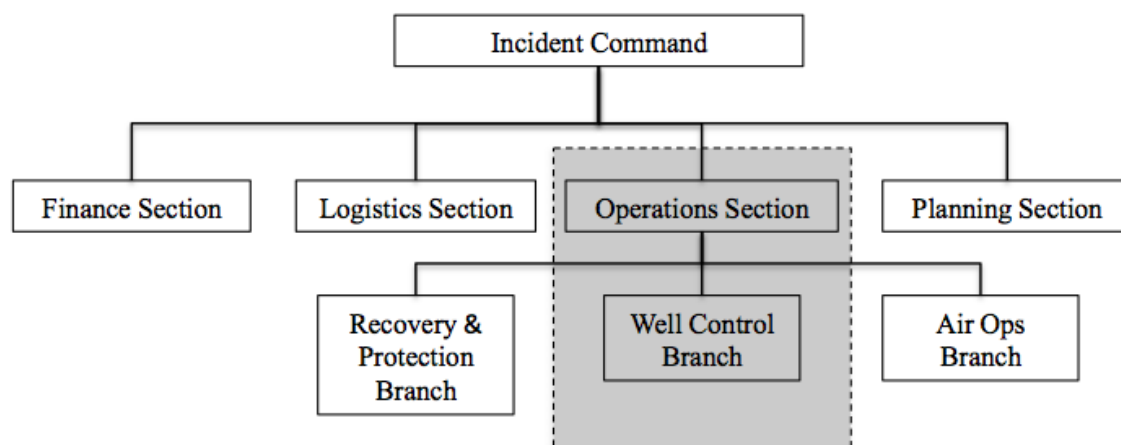 Incident Command
Finance Section
Logistics Section
Operations Section
Planning Section
Recovery &
Protection
Branch
Well Control
Branch
Air Ops
Branch